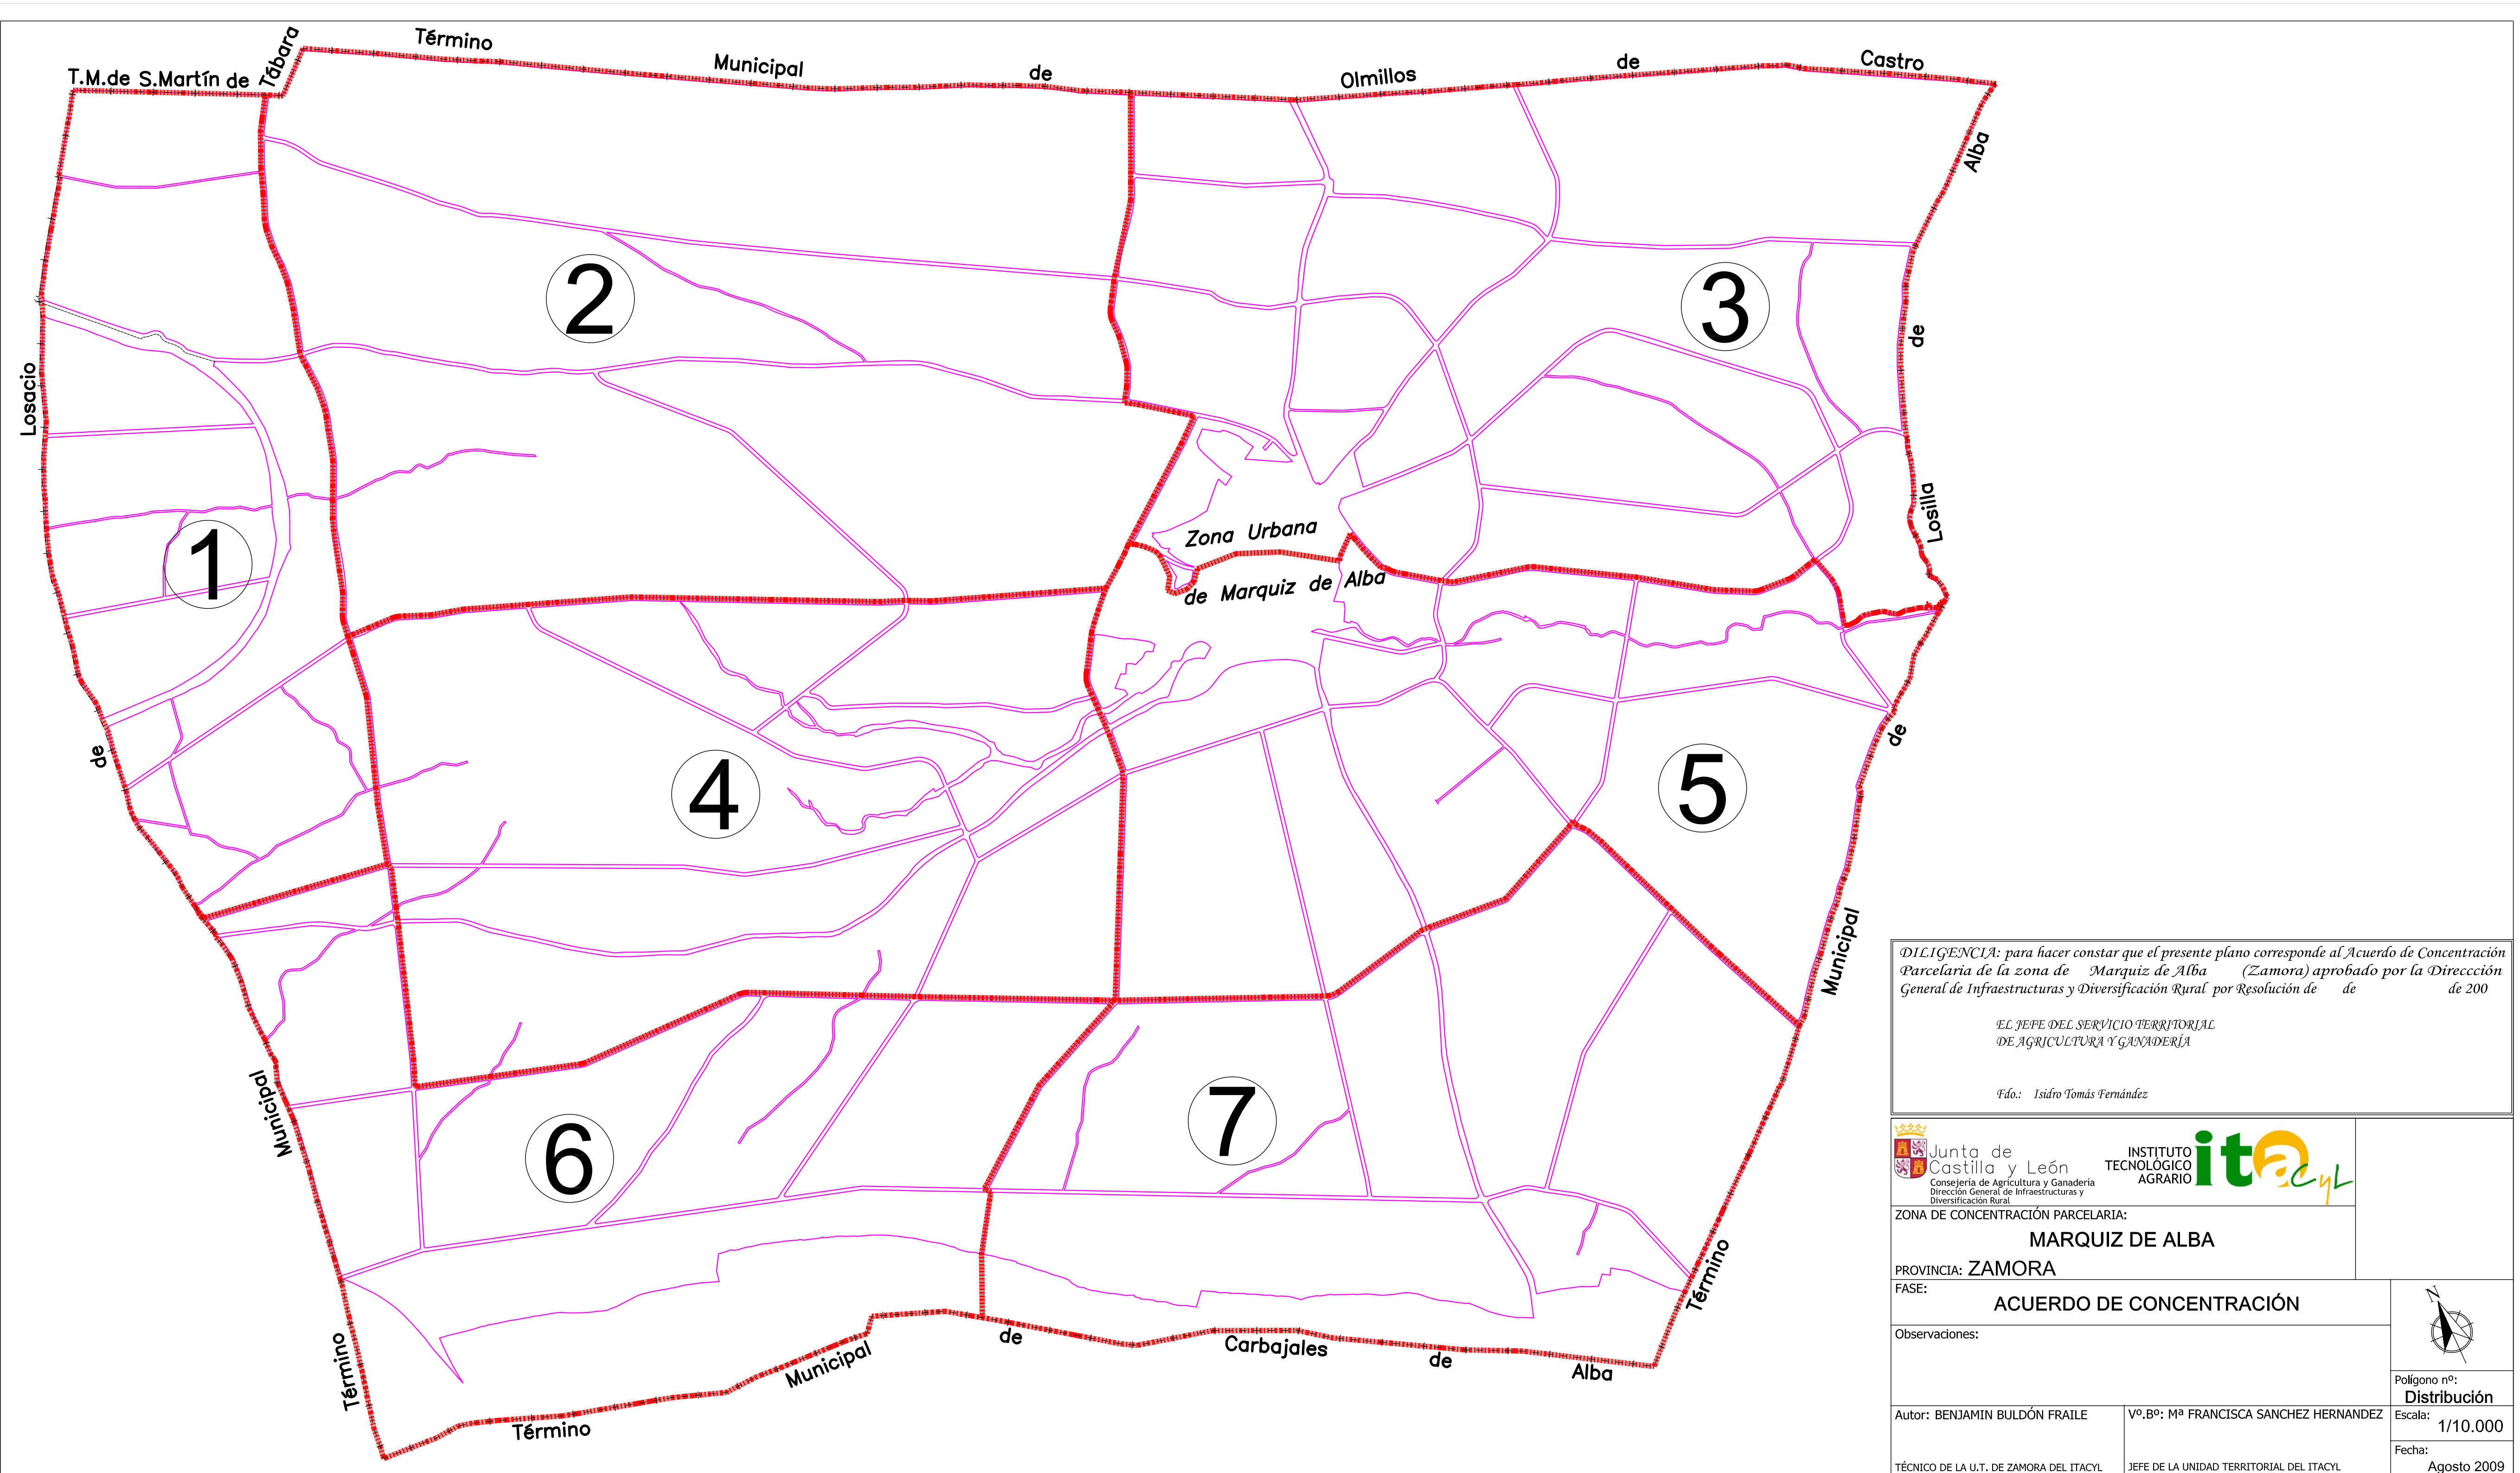 T.M.de S.Martín de Tábara
Término Municipal de Olmillos de Castro
Alba
de
Losilla
de
Municipal
Término
Losacio
de
Municipal
Término
2
3
1
Zona Urbana
de Marquiz de Alba
4
5
6
7
Término Municipal de Carbajales de Alba
DILIGENCIA: para hacer constar que el presente plano corresponde al Acuerdo de Concentración
Parcelaria de la zona de Marquiz de Alba (Zamora) aprobado por la Direccción
General de Infraestructuras y Diversificación Rural por Resolución de de de 200
EL JEFE DEL SERVICIO TERRITORIAL
DE AGRICULTURA Y GANADERÍA
Fdo.: Isidro Tomás Fernández
Junta de
Castilla y León
Consejería de Agricultura y Ganadería
Dirección General de Infraestructuras y
Diversificación Rural
INSTITUTO
TECNOLÓGICO
AGRARIO
itacyL
ZONA DE CONCENTRACIÓN PARCELARIA:
MARQUIZ DE ALBA
PROVINCIA: ZAMORA
FASE:
ACUERDO DE CONCENTRACIÓN
N
Observaciones:
Polígono nº:
Distribución
Autor: BENJAMIN BULDÓN FRAILE
Vº.Bº: Mª FRANCISCA SANCHEZ HERNANDEZ
Escala:
1/10.000
Fecha:
Agosto 2009
TÉCNICO DE LA U.T. DE ZAMORA DEL ITACYL
JEFE DE LA UNIDAD TERRITORIAL DEL ITACYL